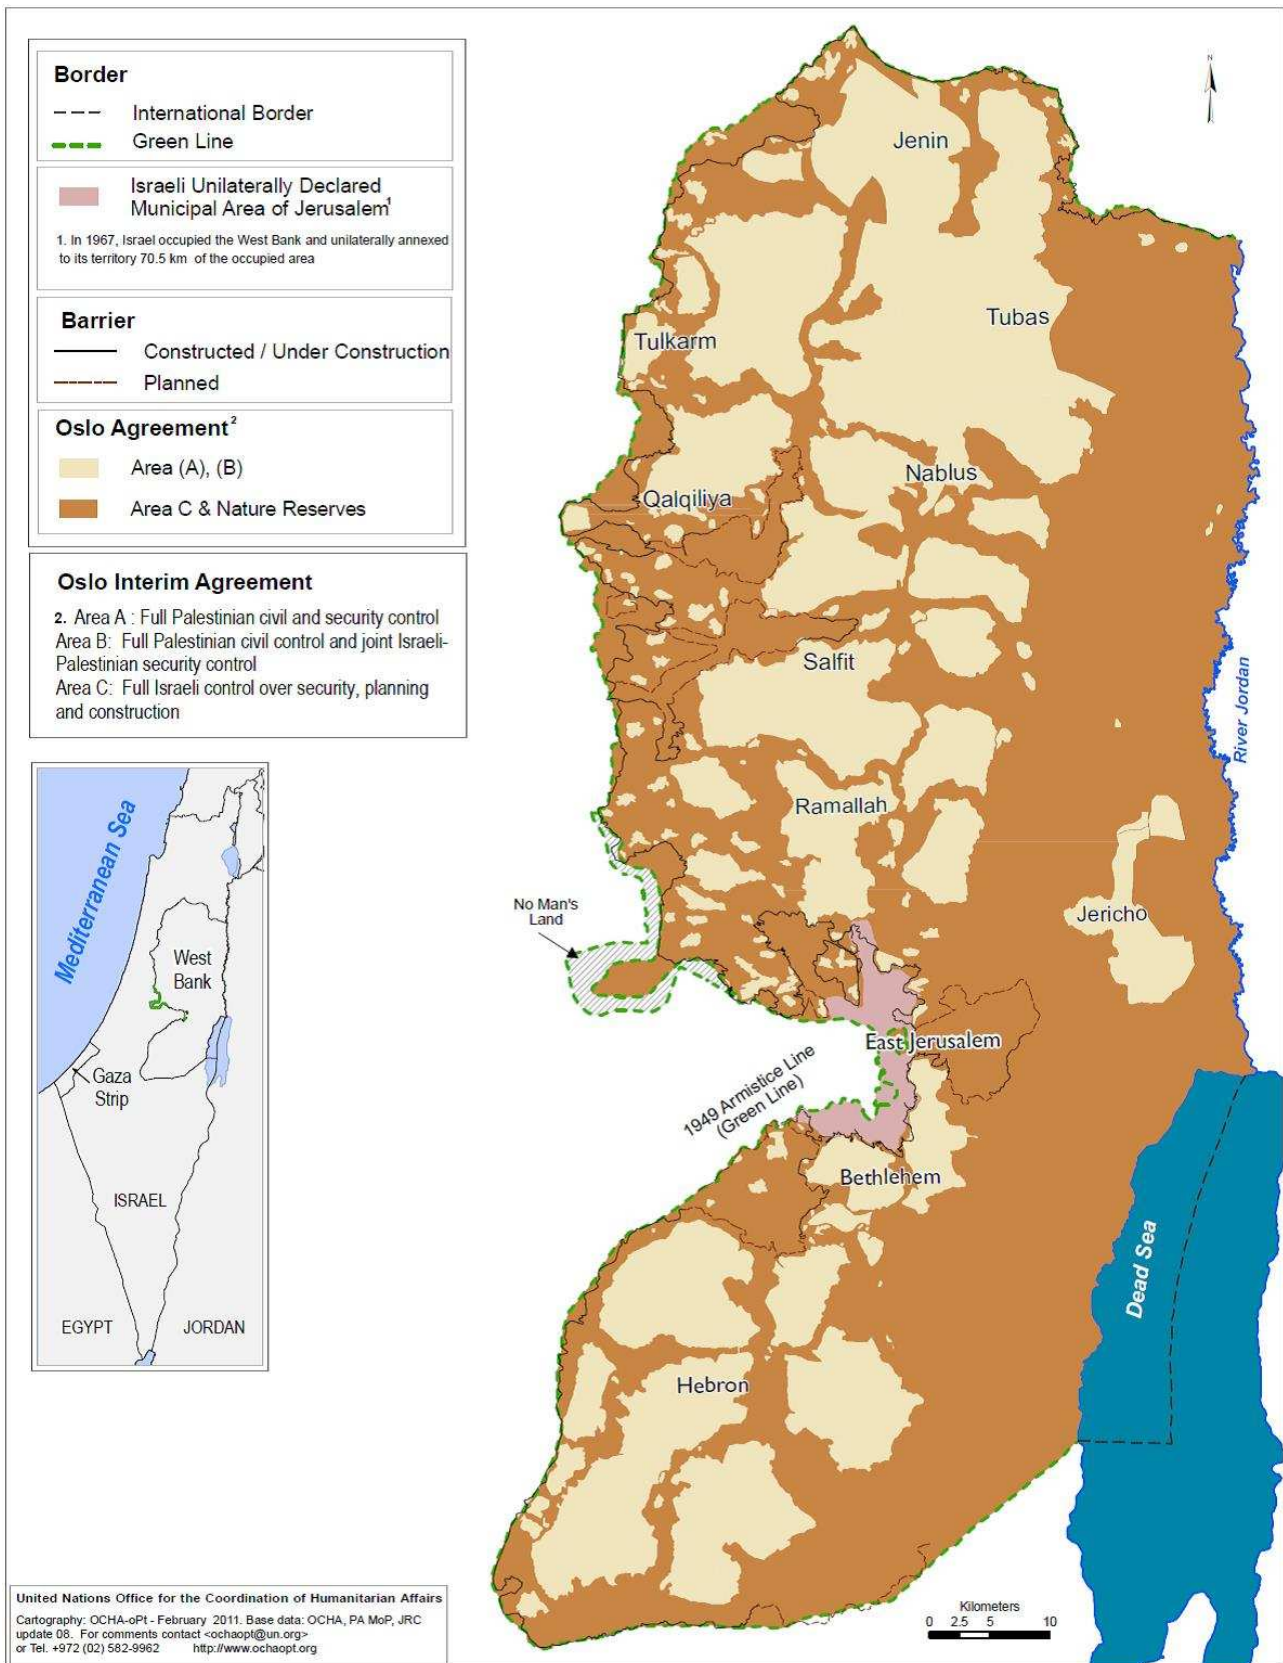 Border
International Border
Green Line
Israeli Unilaterally Declared
Municipal Area of Jerusalem1
1. In 1967, Israel occupied the West Bank and unilaterally annexed
to its territory 70.5 km of the occupied area
Barrier
Constructed / Under Construction
Planned
Oslo Agreement2
Area (A), (B)
Area C & Nature Reserves
Oslo Interim Agreement
2. Area A : Full Palestinian civil and security control
Area B: Full Palestinian civil control and joint Israeli-
Palestinian security control
Area C: Full Israeli control over security, planning
and construction
Mediterranean Sea
West
Bank
Gaza
Strip
ISRAEL
EGYPT
JORDAN
N
Jenin
Tubas
Tulkarm
Nablus
Qalqiliya
Salfit
River Jordan
Ramallah
No Man's
Land
Jericho
East Jerusalem
1949 Armistice Line
(Green Line)
Bethlehem
Dead Sea
Hebron
United Nations Office for the Coordination of Humanitarian Affairs
Cartography: OCHA-oPt - February 2011. Base data: OCHA, PA MoP, JRC
update 08. For comments contact <ochaopt@un.org>
or Tel. +972 (02) 582-9962 http://www.ochaopt.org
Kilometers
0 2.5 5 10